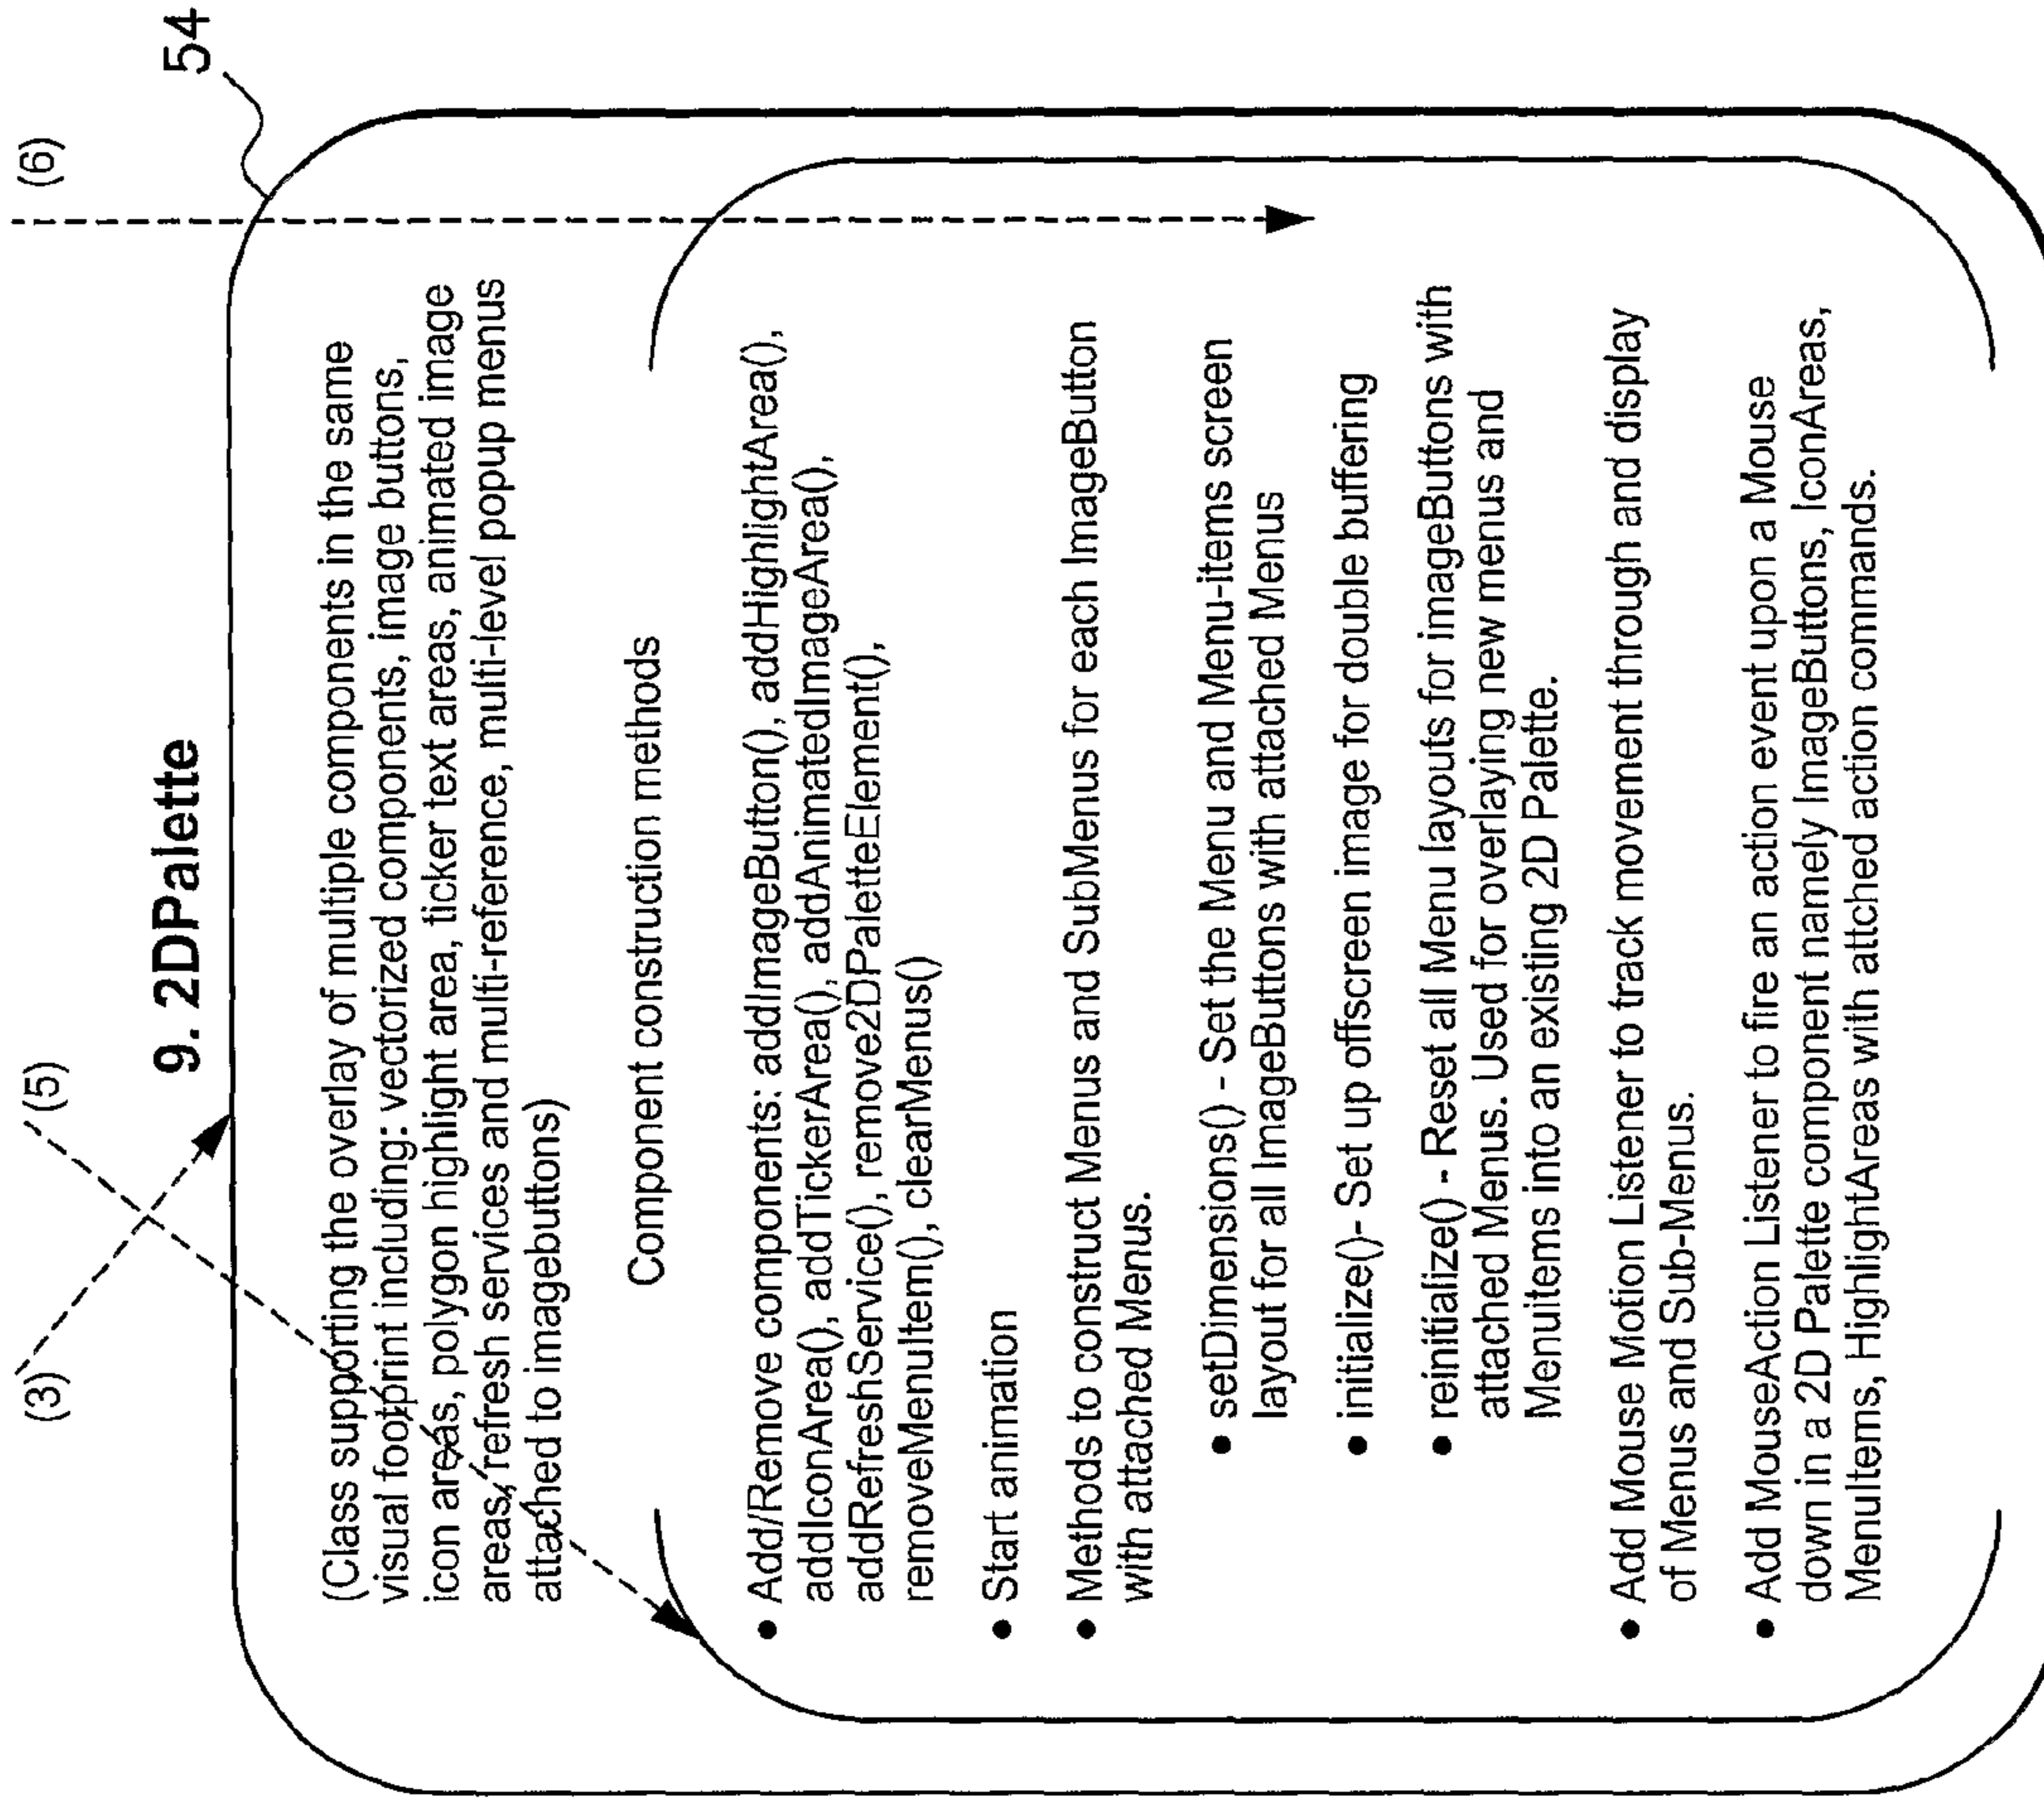 (3)
(5)
(6)
9. 2DPalette
54
(Class supporting the overlay of multiple components in the same
visual footprint including: vectorized components, image buttons,
icon areas, polygon highlight area, ticker text areas, animated image
areas, refresh services and multi-reference, multi-level popup menus
attached to imagebuttons)
Component construction methods
• Add/Remove components: addImageButton(), addHighlightArea(),
addIconArea(), addTickerArea(), addAnimatedImageArea(),
addRefreshService(), remove2DPaletteElement(),
removeMenuItem(), clearMenus()
• Start animation
• Methods to construct Menus and SubMenus for each ImageButton
with attached Menus.
• setDimensions() - Set the Menu and Menu-items screen
layout for all ImageButtons with attached Menus
• initialize()- Set up offscreen image for double buffering
• reinitialize() - Reset all Menu layouts for imageButtons with
attached Menus. Used for overlaying new menus and
Menuitems into an existing 2D Palette.
• Add Mouse Motion Listener to track movement through and display
of Menus and Sub-Menus.
• Add MouseAction Listener to fire an action event upon a Mouse
down in a 2D Palette component namely ImageButtons, IconAreas,
MenuItems, HighlightAreas with attched action commands.